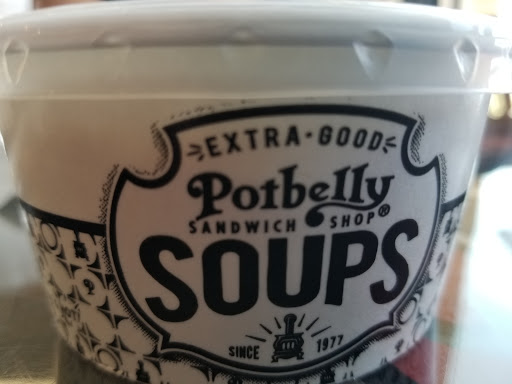 EXTRA-GOOD
Potbelly
SANDWICH SHOP®
SOUPS
SINCE 1977